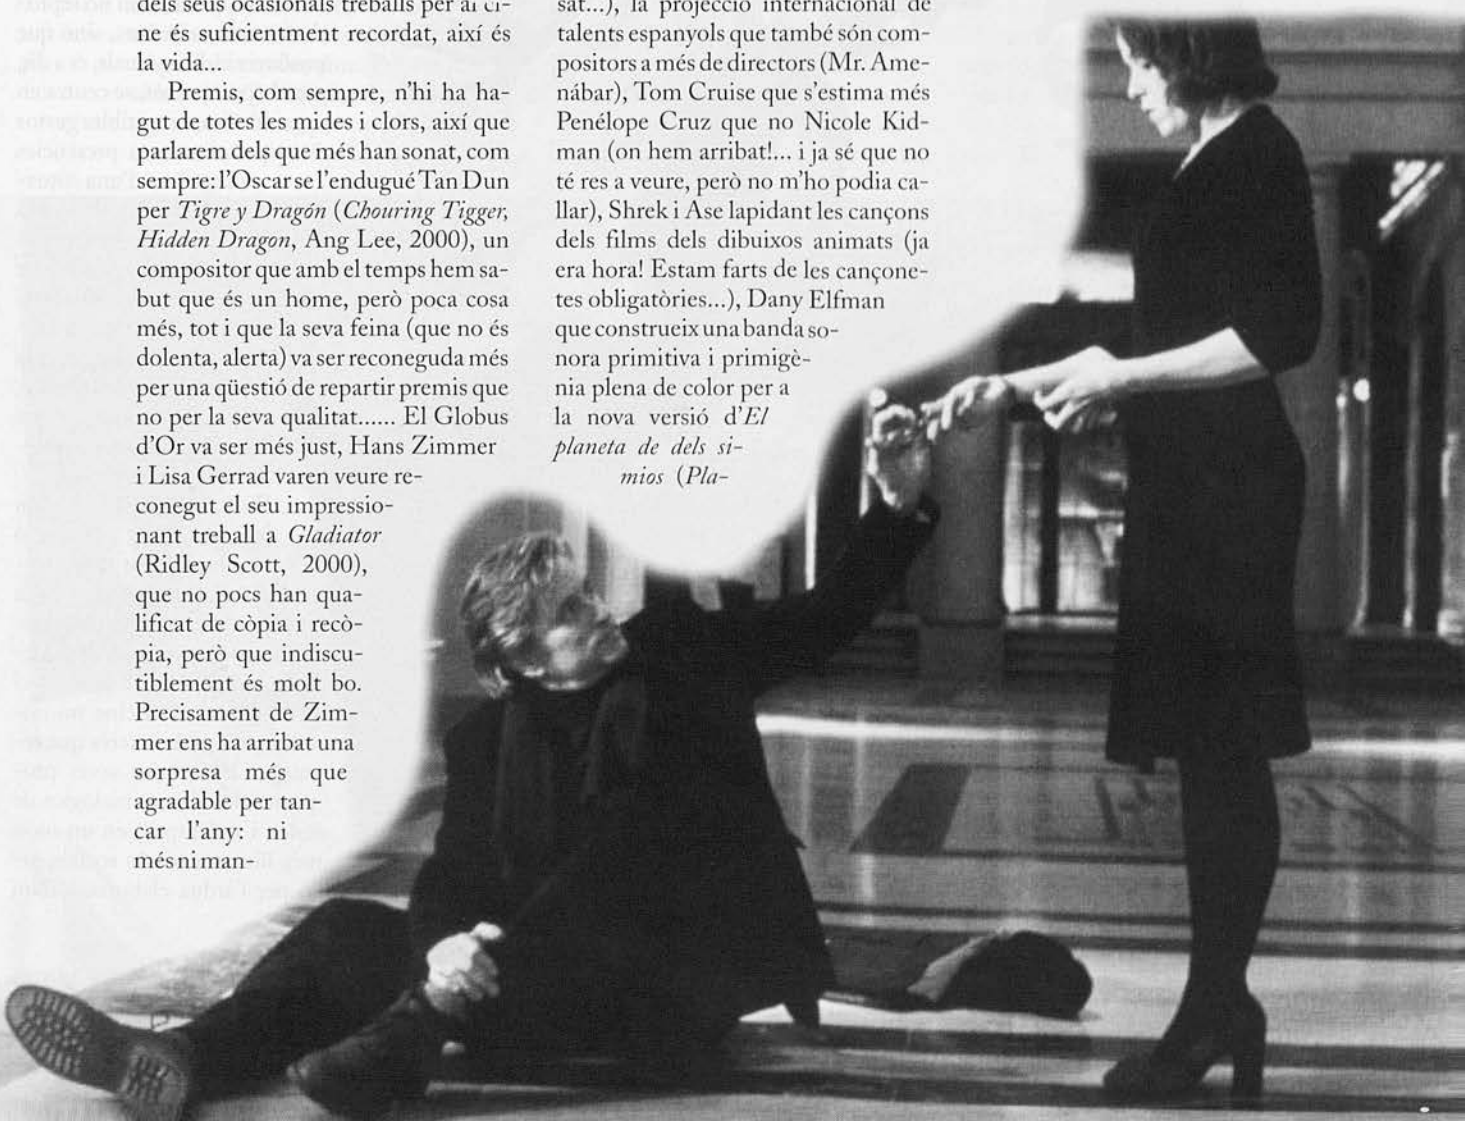 dels seus ocasionals treballs per al ci-
ne és suficientment recordat, així és
la vida...
Premis, com sempre, n'hi ha ha-
gut de totes les mides i clors, així que
parlarem dels que més han sonat, com
sempre: l'Oscar se l'endugué Tan Dun
per Tigre y Dragón (Chouring Tigger,
Hidden Dragon, Ang Lee, 2000), un
compositor que amb el temps hem sa-
but que és un home, però poca cosa
més, tot i que la seva feina (que no és
dolenta, alerta) va ser reconeguda més
per una qüestió de repartir premis que
no per la seva qualitat...... El Globus
d'Or va ser més just, Hans Zimmer
i Lisa Gerrad varen veure re-
conegut el seu impressio-
nant treball a Gladiator
(Ridley Scott, 2000),
que no pocs han qua-
lificat de còpia i recò-
pia, però que indiscu-
tiblement és molt bo.
Precisament de Zim-
mer ens ha arribat una
sorpresa més que
agradable per tan-
car l'any: ni
més ni man-
sat...), la projecció internacional de
talents espanyols que també són com-
positors a més de directors (Mr. Ame-
nábar), Tom Cruise que s'estima més
Penélope Cruz que no Nicole Kid-
man (on hem arribat!... i ja sé que no
té res a veure, però no m'ho podia ca-
llar), Shrek i Ase lapidant les cançons
dels films dels dibuixos animats (ja
era hora! Estam farts de les cançone-
tes obligatòries...), Dany Elfman
que construeix una banda so-
nora primitiva i primigè-
nia plena de color per a
la nova versió d'El
planeta de dels si-
mios (Pla-